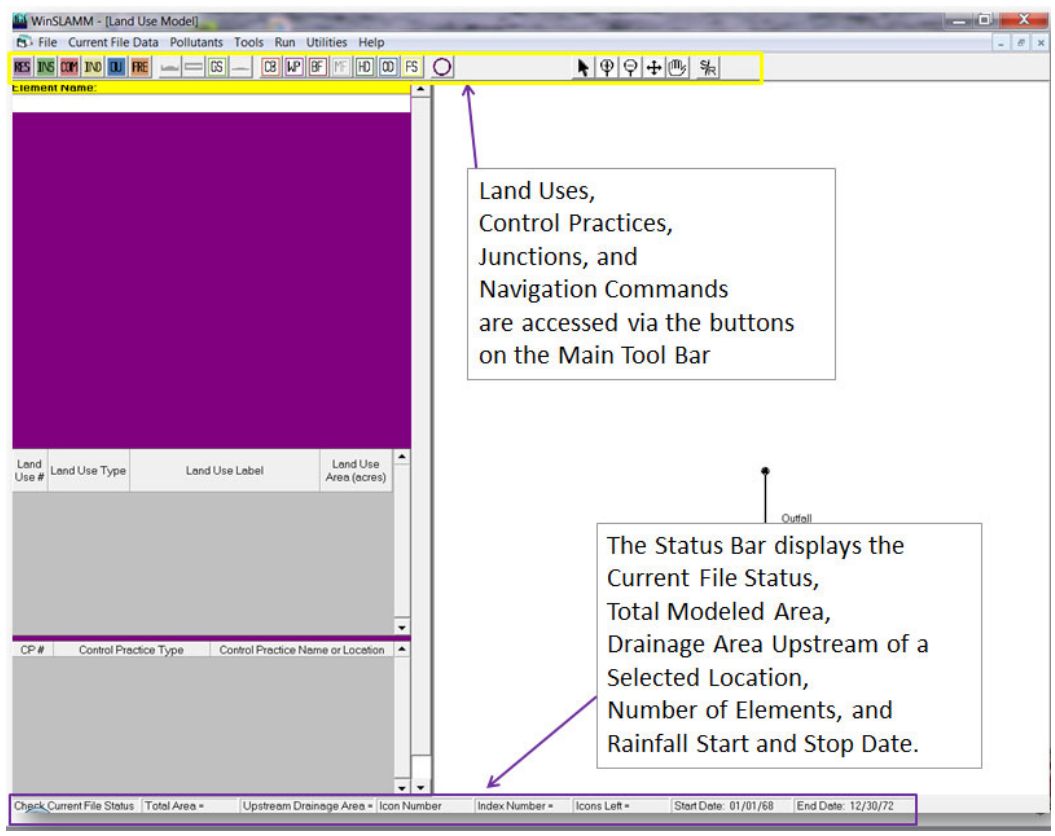 WinSLAMM - [Land Use Model]
File Current File Data Pollutants Tools Run Utilities Help
RES INS COM IND OU FRE GS CB WP BF MF HD OD FS S/R
Element Name:
Land Uses,
Control Practices,
Junctions, and
Navigation Commands
are accessed via the buttons
on the Main Tool Bar
Land Use # Land Use Type Land Use Label Land Use Area (acres)
Outfall
The Status Bar displays the
Current File Status,
Total Modeled Area,
Drainage Area Upstream of a
Selected Location,
Number of Elements, and
Rainfall Start and Stop Date.
CP # Control Practice Type Control Practice Name or Location
Check Current File Status Total Area = Upstream Drainage Area = Icon Number Index Number = Icons Left = Start Date: 01/01/68 End Date: 12/30/72